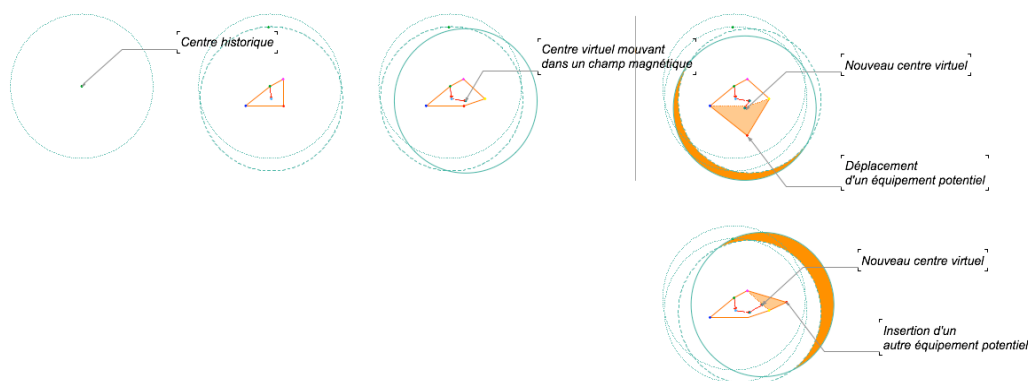 Centre historique
Centre virtuel mouvant
dans un champ magnétique
Nouveau centre virtuel
Déplacement
d'un équipement potentiel
Nouveau centre virtuel
Insertion d'un
autre équipement potentiel